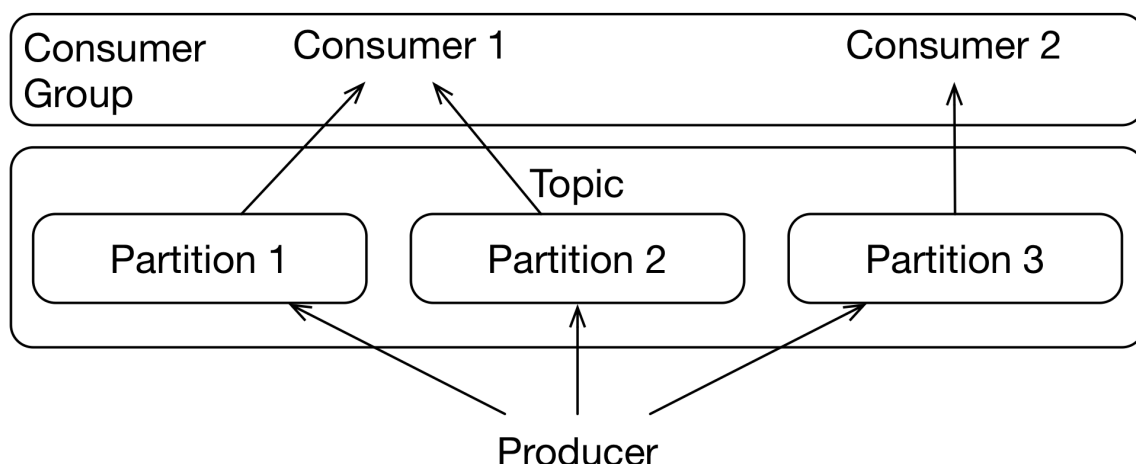 Consumer
Group
Consumer 1
Consumer 2
Topic
Partition 1
Partition 2
Partition 3
Producer